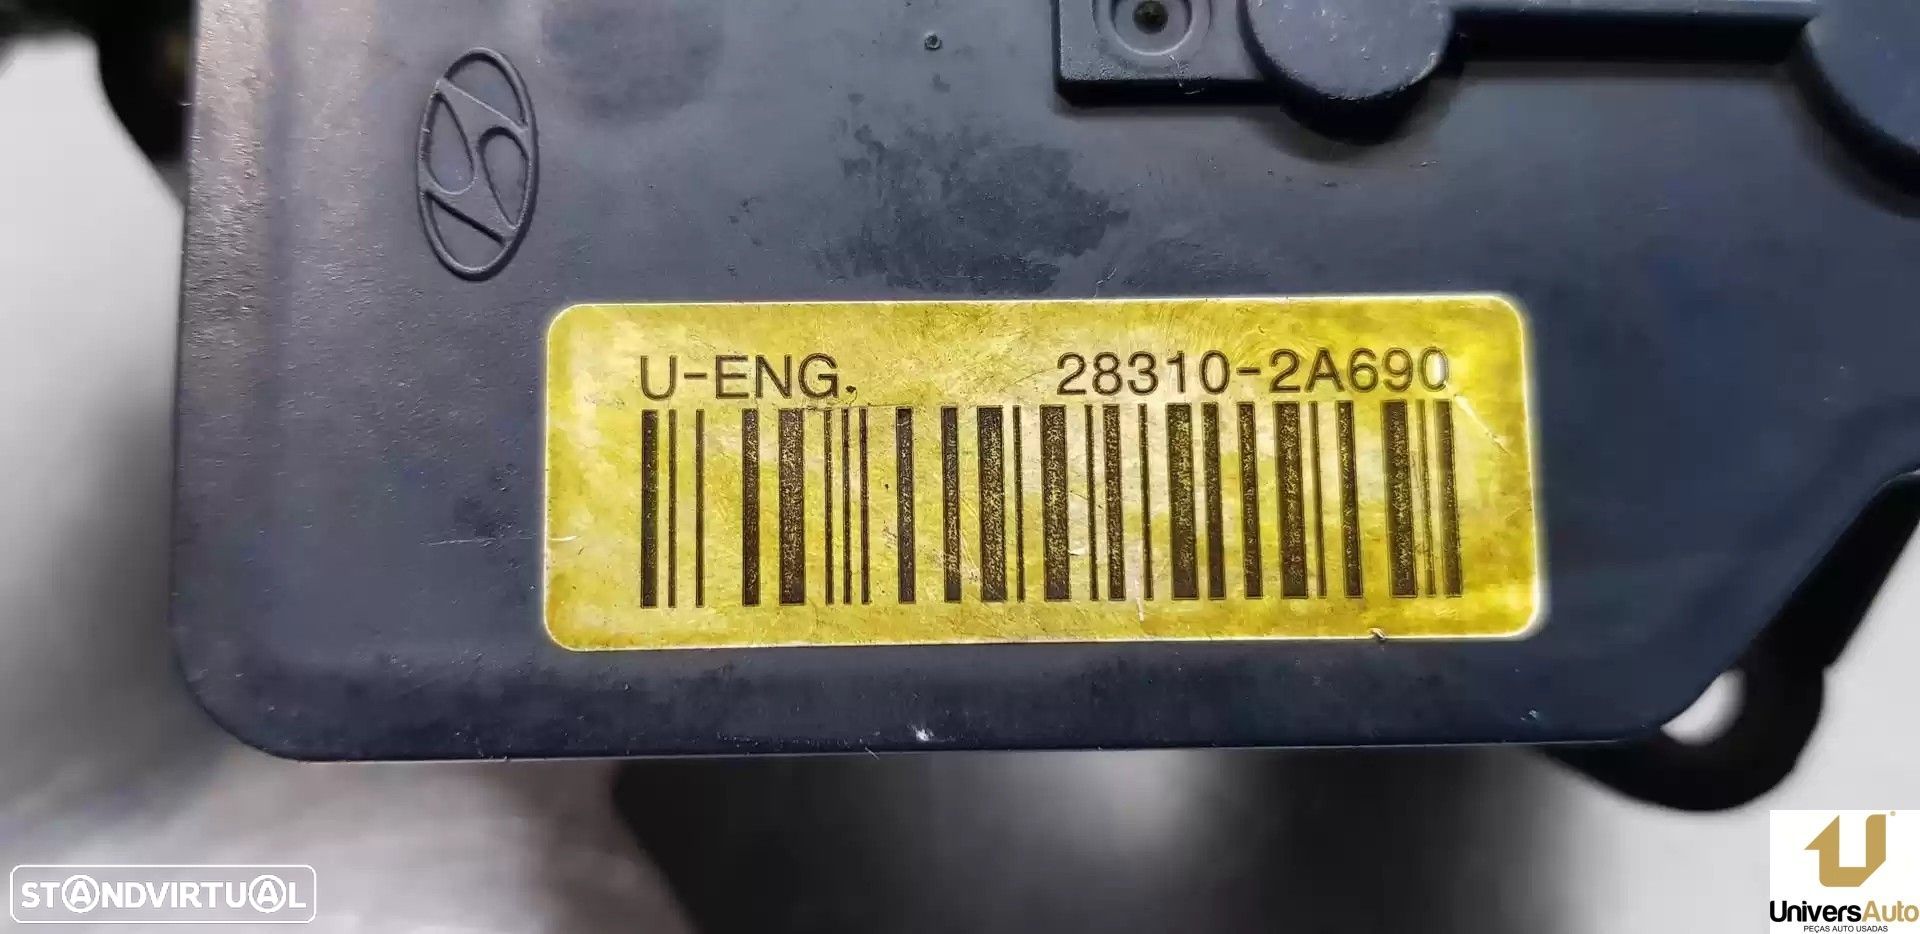 U-ENG. 28310-2A690
STANDVIRTUAL
UniversAuto
PEÇAS AUTO USADAS